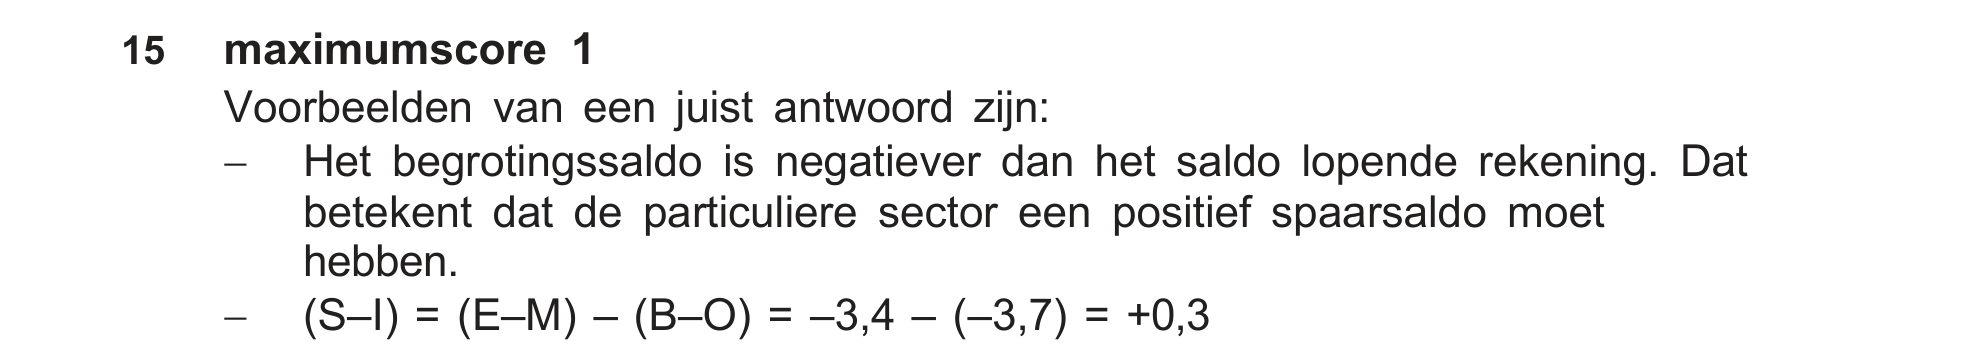 15 maximumscore 1
Voorbeelden van een juist antwoord zijn:
– Het begrotingssaldo is negatiever dan het saldo lopende rekening. Dat
betekent dat de particuliere sector een positief spaarsaldo moet
hebben.
– (S–I) = (E–M) – (B–O) = –3,4 – (–3,7) = +0,3